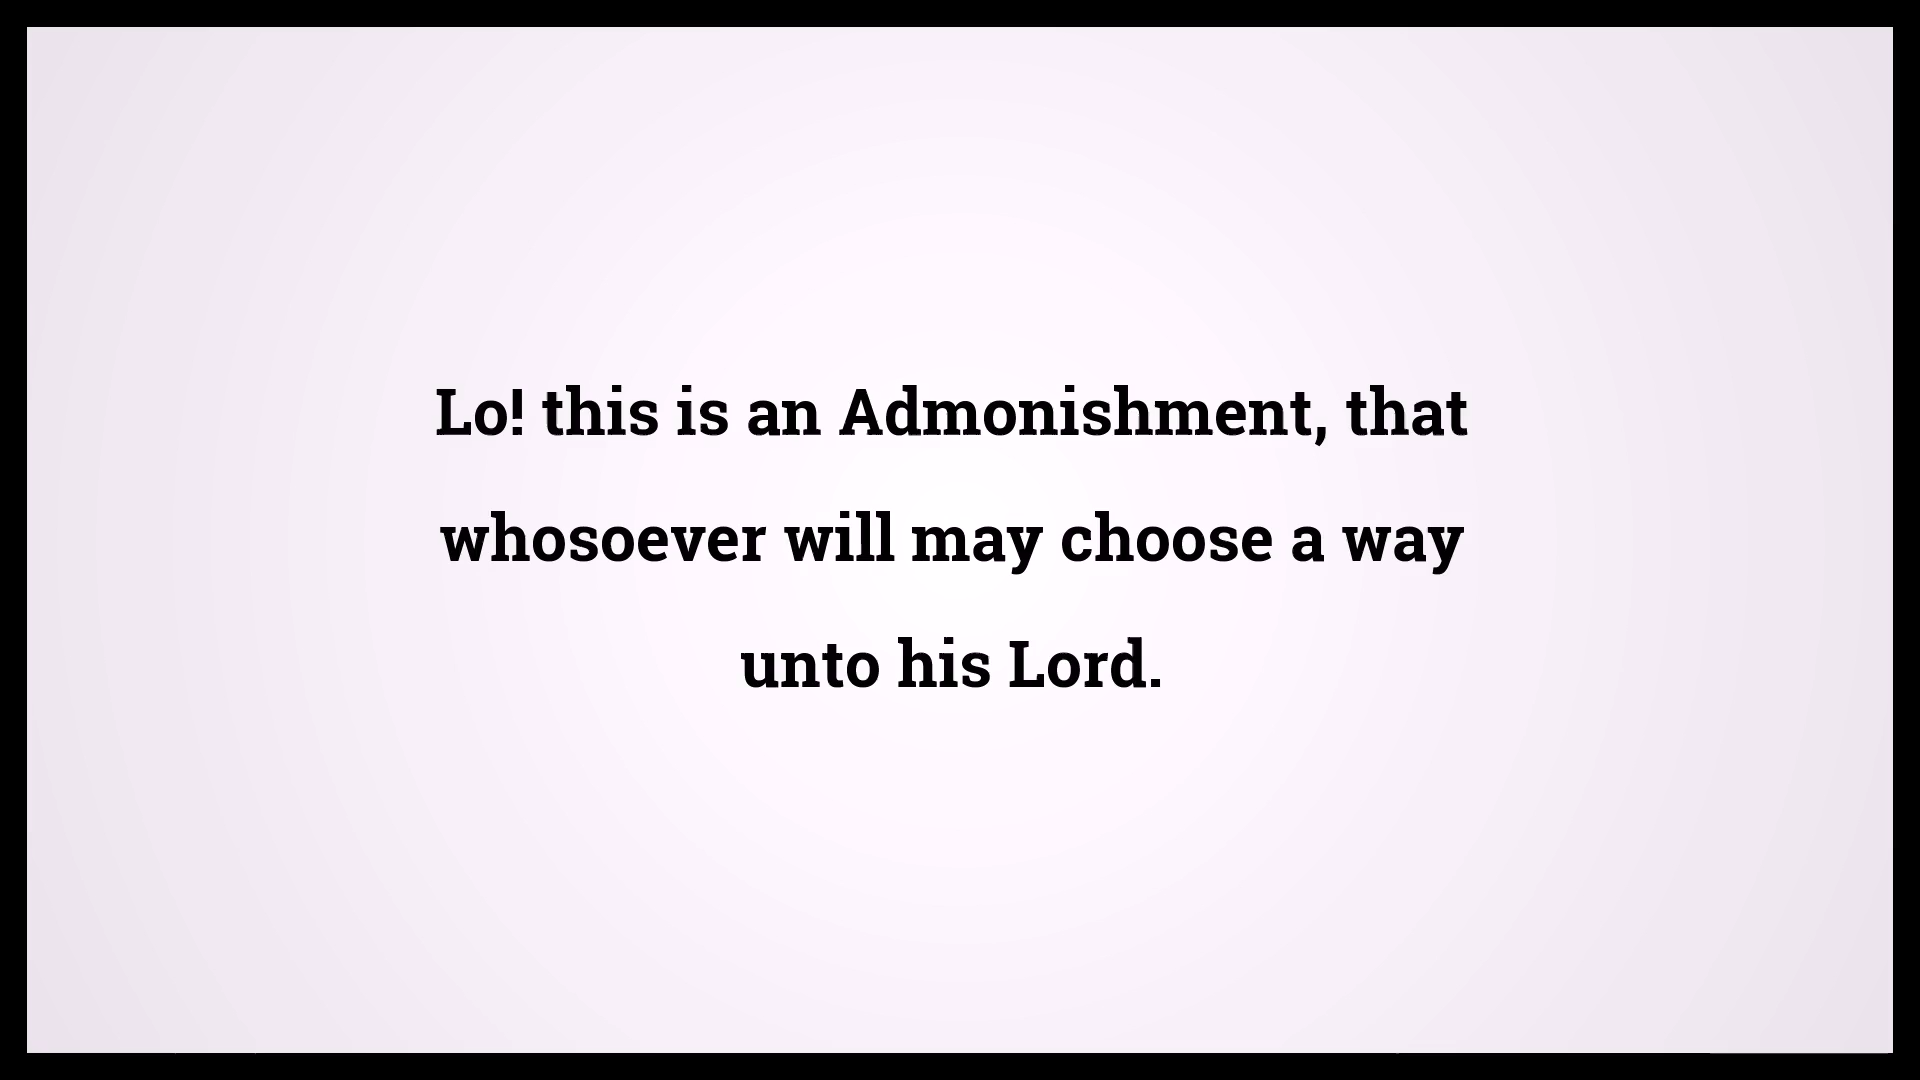 Lo! this is an Admonishment, that
whosoever will may choose a way
unto his Lord.